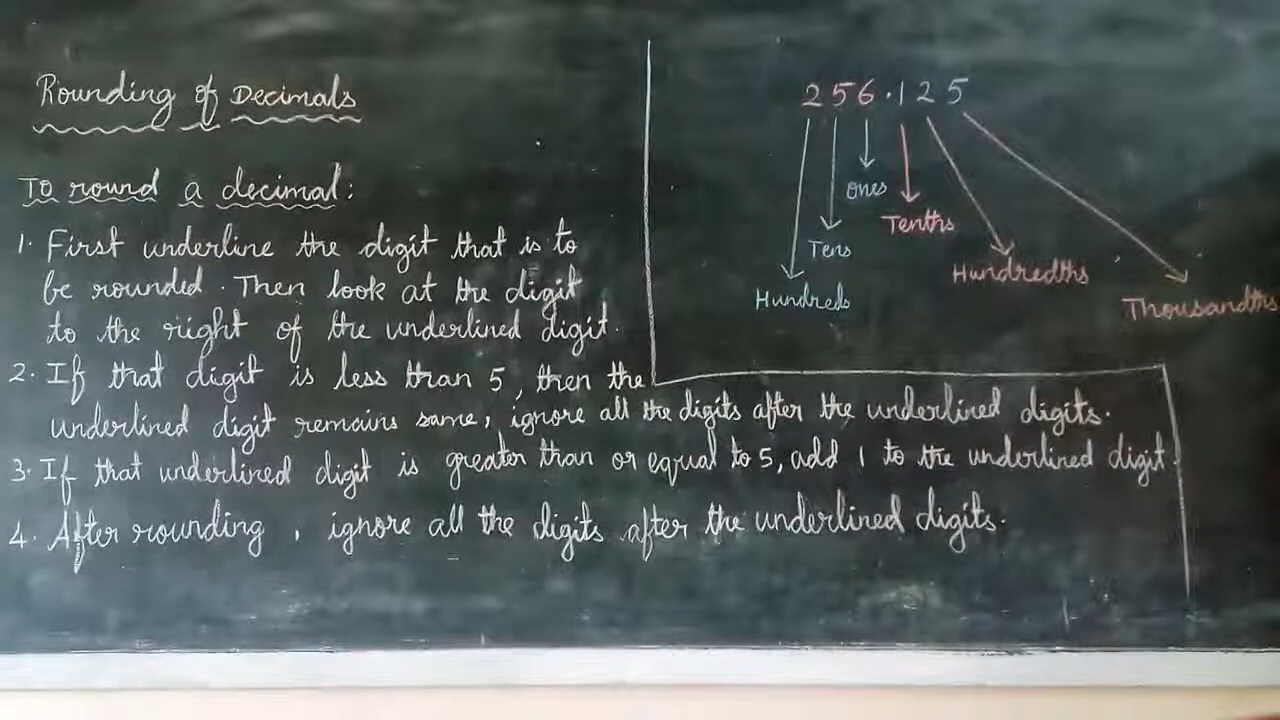 Rounding of Decimals
To round a decimal:
1. First underline the digit that is to
be rounded. Then look at the digit
to the right of the underlined digit.
2. If that digit is less than 5, then the
underlined digit remains same, ignore all the digits after the underlined digits.
3. If that underlined digit is greater than or equal to 5, add 1 to the underlined digit.
4. After rounding, ignore all the digits after the underlined digits.
256.125
Ones
Tenths
Tens
Hundredths
Hundreds
Thousandths